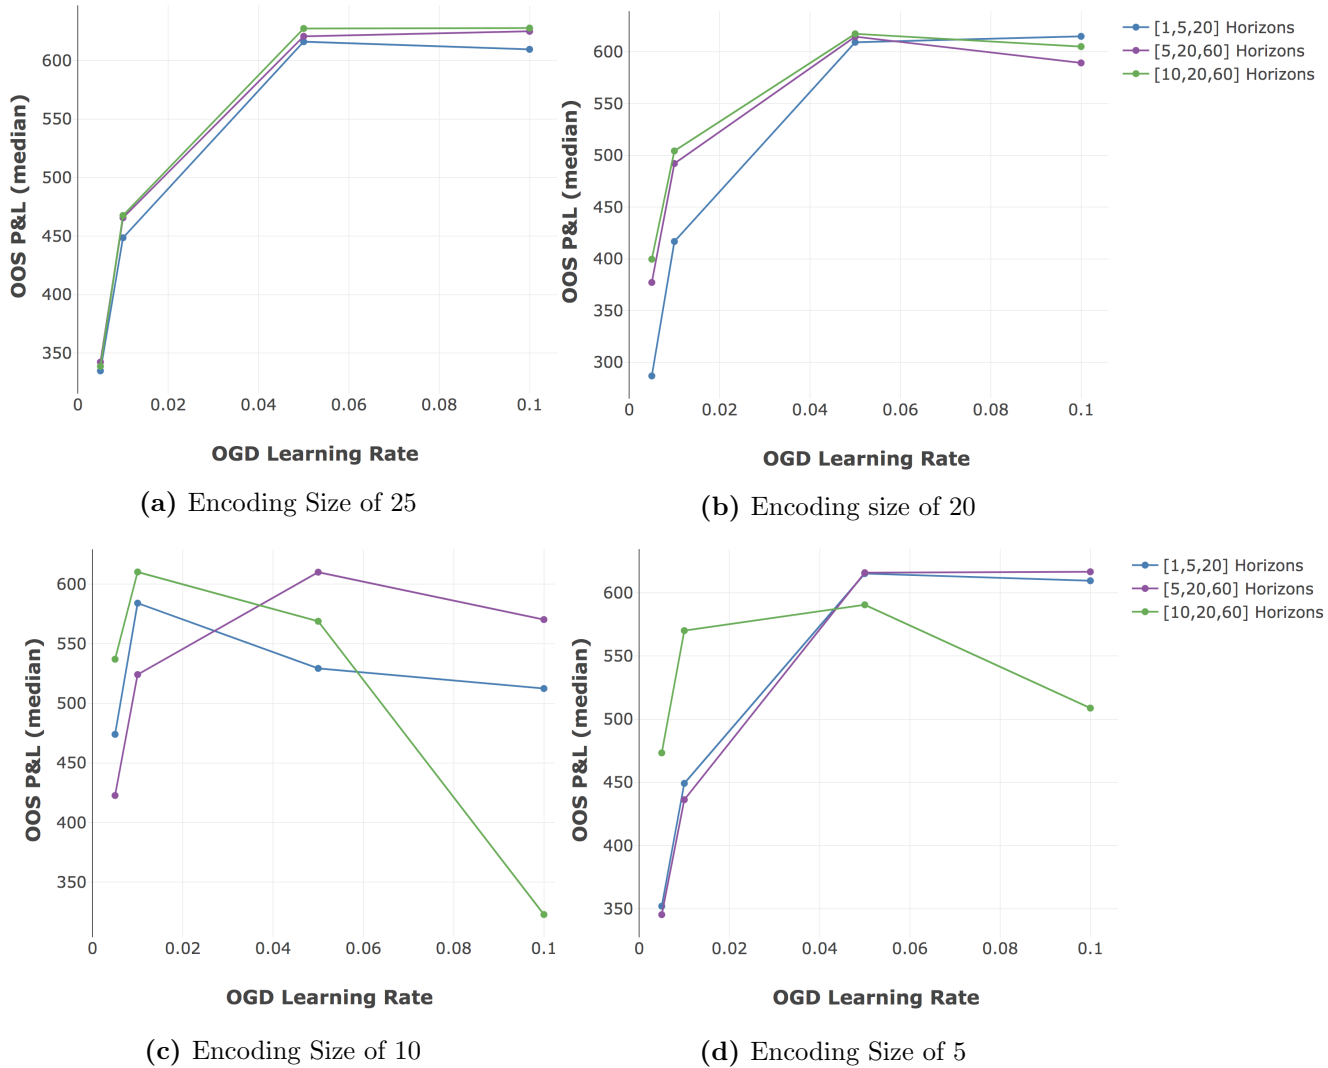 600
550
500
450
400
350
OOS P&L (median)
0 0.02 0.04 0.06 0.08 0.1
OGD Learning Rate
(a) Encoding Size of 25
600
550
500
450
400
350
300
OOS P&L (median)
0 0.02 0.04 0.06 0.08 0.1
OGD Learning Rate
[1,5,20] Horizons
[5,20,60] Horizons
[10,20,60] Horizons
(b) Encoding size of 20
600
550
500
450
400
350
OOS P&L (median)
0 0.02 0.04 0.06 0.08 0.1
OGD Learning Rate
(c) Encoding Size of 10
600
550
500
450
400
350
OOS P&L (median)
0 0.02 0.04 0.06 0.08 0.1
OGD Learning Rate
[1,5,20] Horizons
[5,20,60] Horizons
[10,20,60] Horizons
(d) Encoding Size of 5